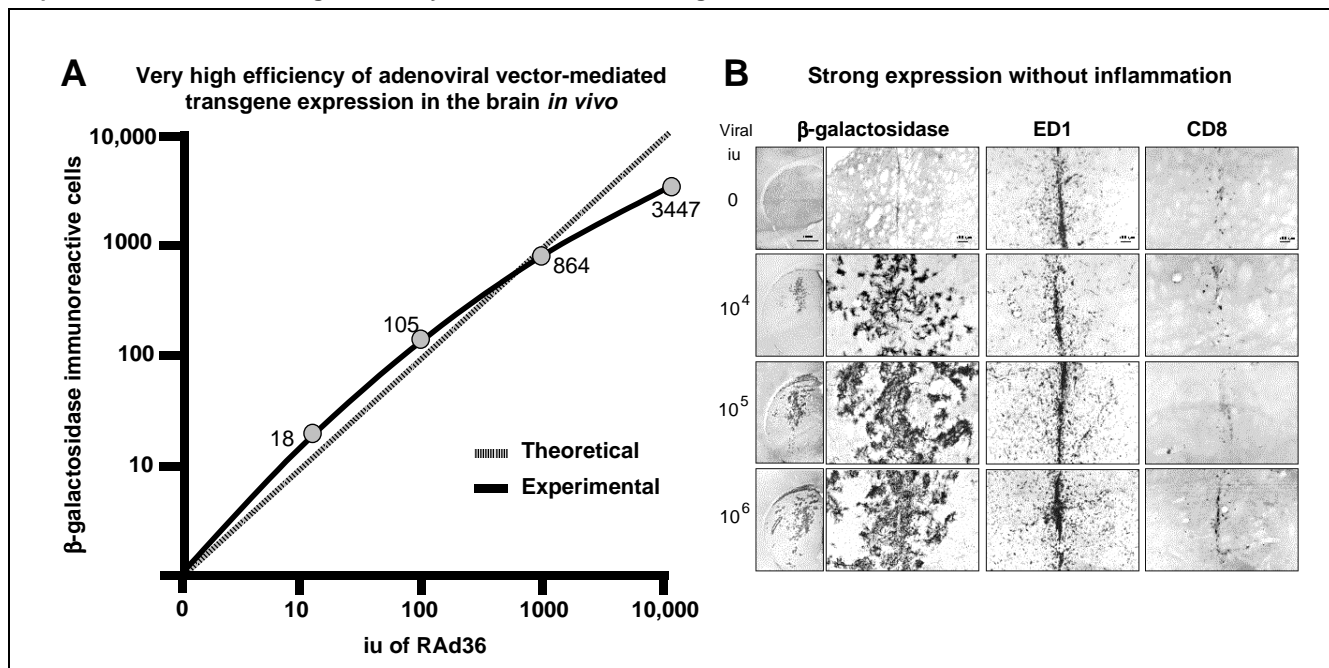 A
Very high efficiency of adenoviral vector-mediated
transgene expression in the brain in vivo
β-galactosidase immunoreactive cells
10,000
1000
100
10
18
105
864
3447
Theoretical
Experimental
0
10
100
1000
10,000
iu of RAd36
B
Strong expression without inflammation
Viral
iu
β-galactosidase
ED1
CD8
0
10⁴
10⁵
10⁶